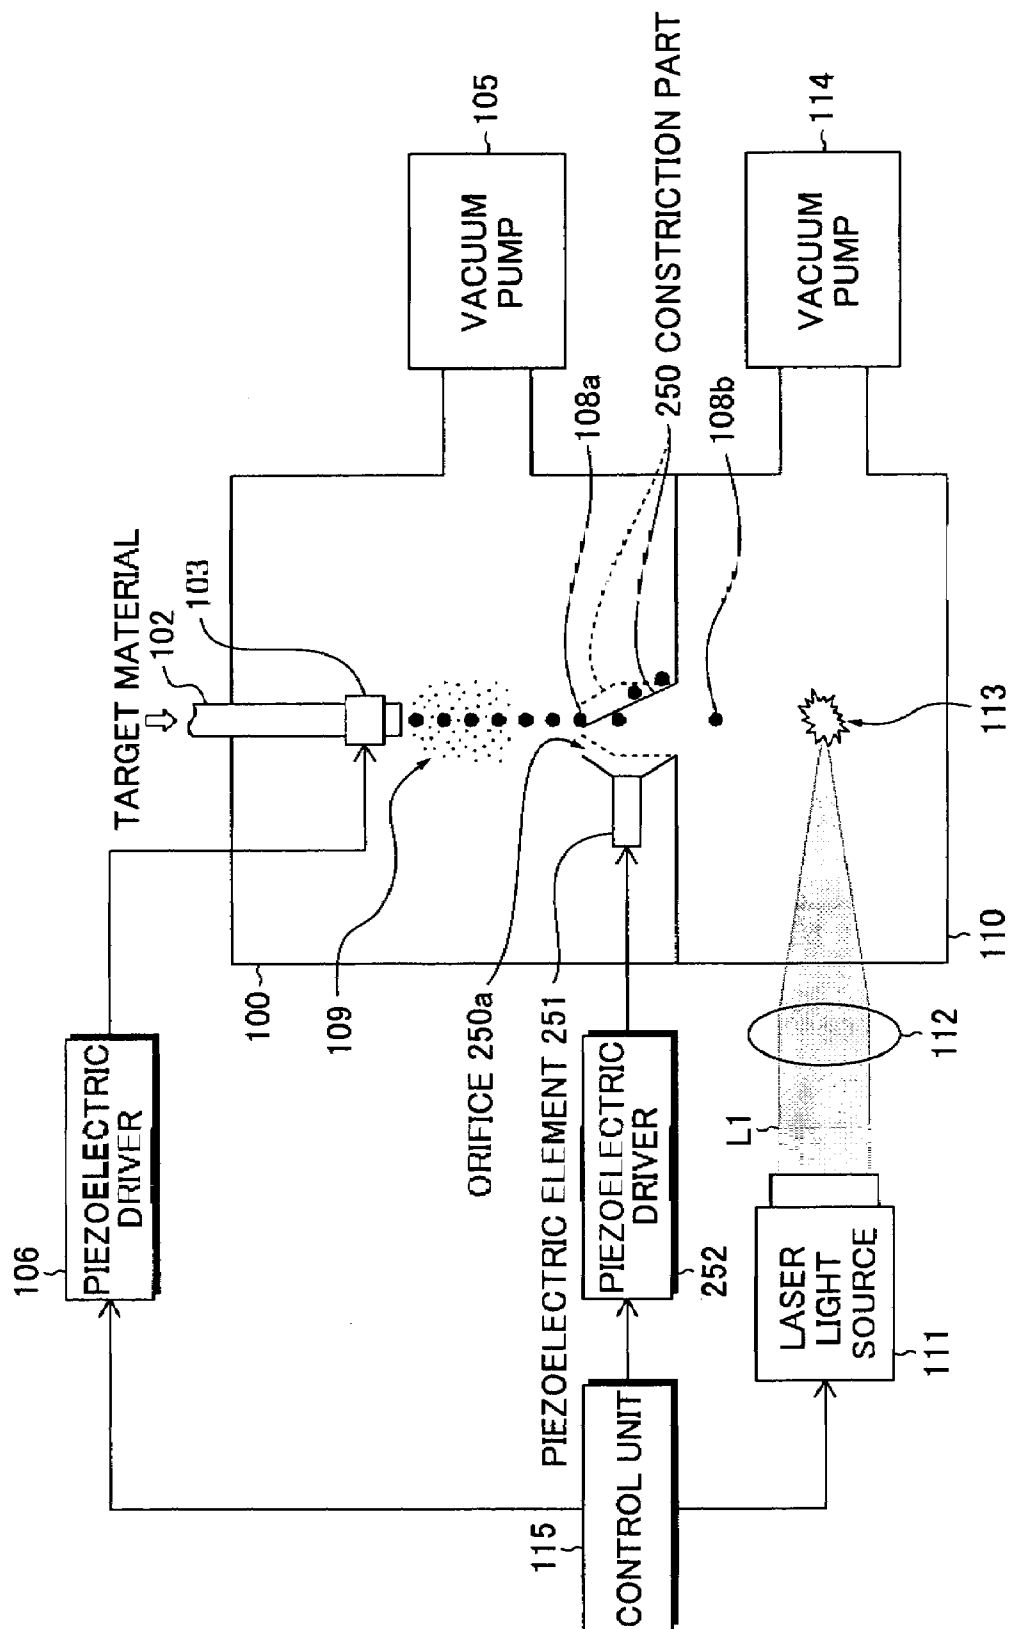 TARGET MATERIAL
102
103
106
PIEZOELECTRIC
DRIVER
100
109
ORIFICE 250a
PIEZOELECTRIC ELEMENT 251
105
VACUUM
PUMP
108a
250 CONSTRICTION PART
108b
114
VACUUM
PUMP
115
CONTROL UNIT
PIEZOELECTRIC
DRIVER
252
LASER
LIGHT
SOURCE
111
L1
112
110
113